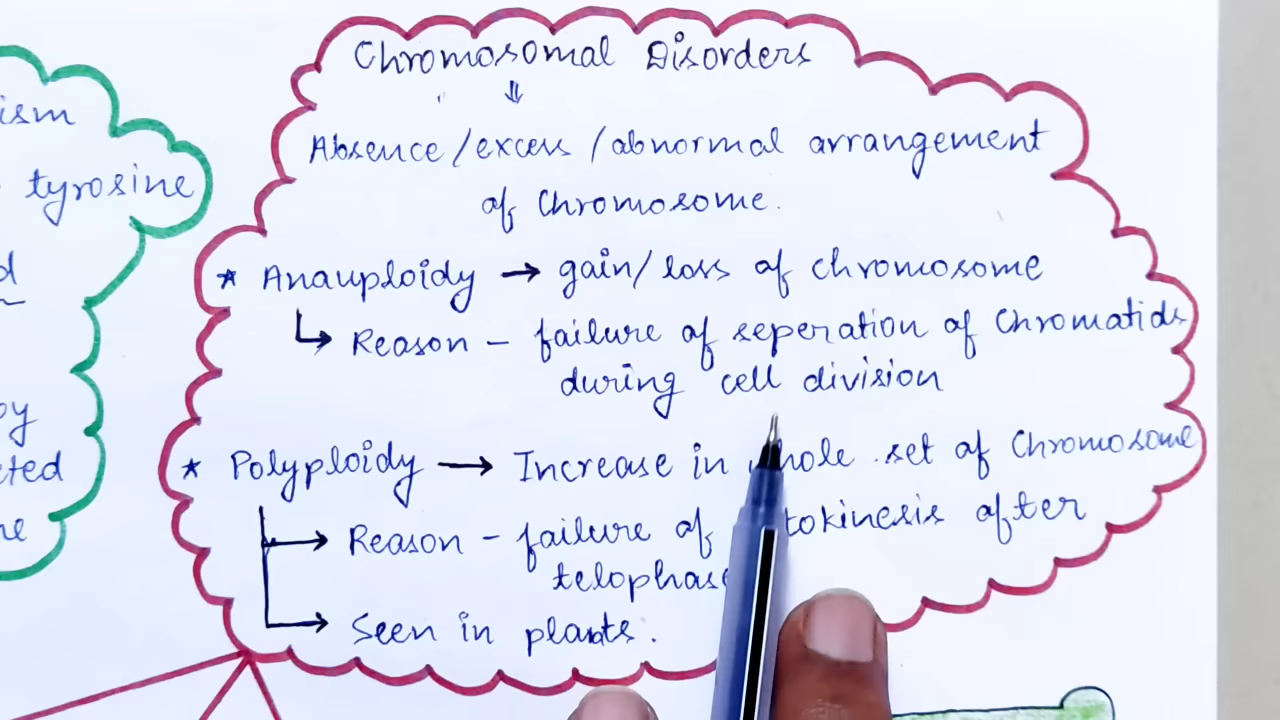 Chromosomal Disorders
⇓
Absence/excess/abnormal arrangement
of Chromosome.
* Anauploidy → gain/loss of chromosome
↳ Reason - failure of seperation of Chromatids
during cell division
* Polyploidy → Increase in whole set of Chromosome
→ Reason - failure of after
telophase
→ Seen in plants.
ism
tyrosine